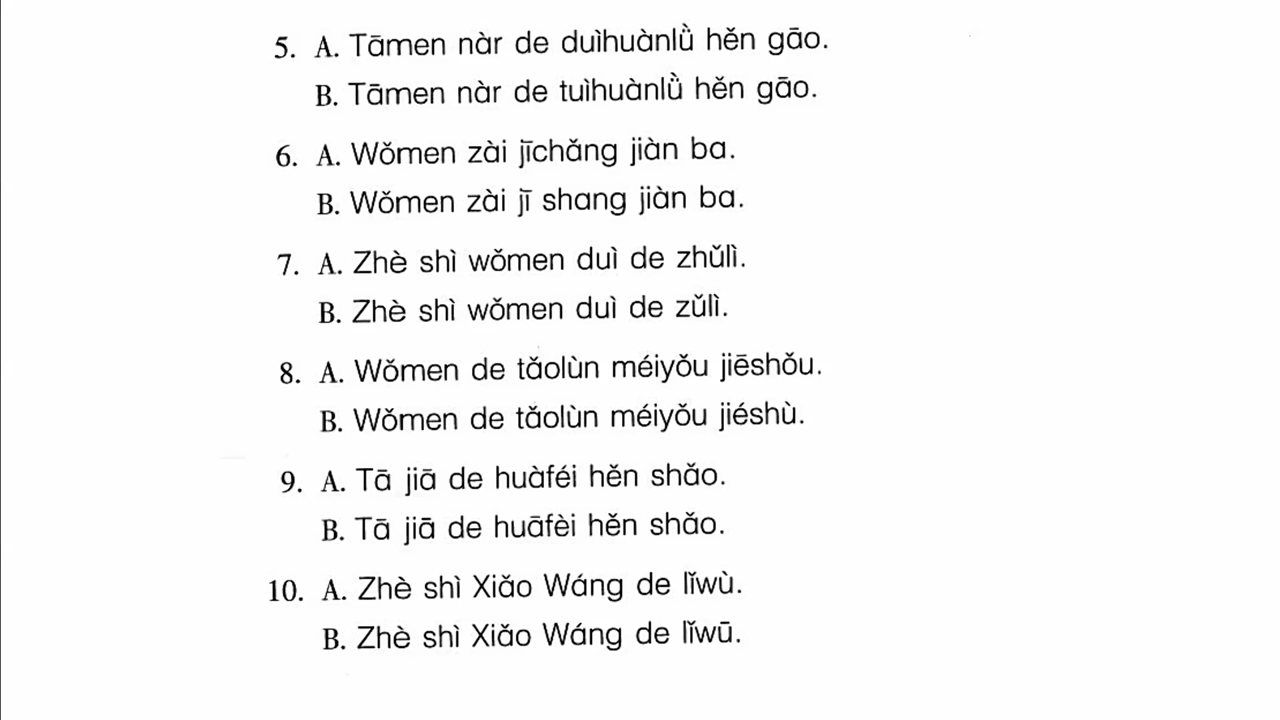 5. A. Tāmen nàr de duìhuànlǜ hěn gāo.
B. Tāmen nàr de tuìhuànlǜ hěn gāo.
6. A. Wǒmen zài jīchǎng jiàn ba.
B. Wǒmen zài jī shang jiàn ba.
7. A. Zhè shì wǒmen duì de zhǔlì.
B. Zhè shì wǒmen duì de zǔlì.
8. A. Wǒmen de tǎolùn méiyǒu jiēshǒu.
B. Wǒmen de tǎolùn méiyǒu jiéshù.
9. A. Tā jiā de huàféi hěn shǎo.
B. Tā jiā de huāfèi hěn shǎo.
10. A. Zhè shì Xiǎo Wáng de lǐwù.
B. Zhè shì Xiǎo Wáng de lǐwū.